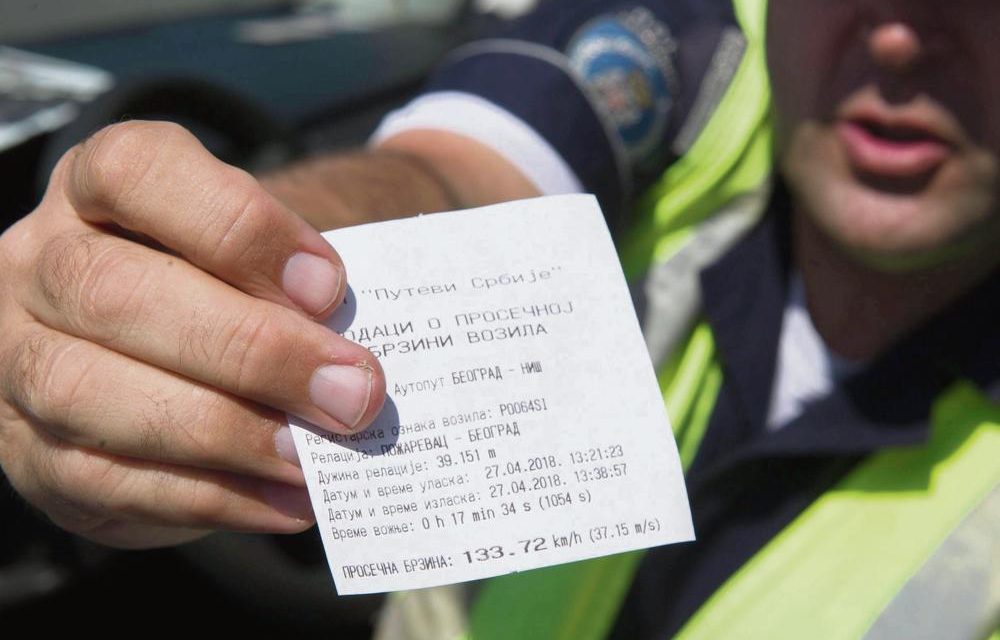 "Путеви Србије"
ОДАЦИ О ПРОСЕЧНОЈ
БРЗИНИ ВОЗИЛА
Аутопут БЕОГРАД - НИШ
Регистарска ознака возила: PO064SI
Релација: ПОЖАРЕВАЦ - БЕОГРАД
Дужина релације: 39.151 m
Датум и време уласка: 27.04.2018. 13:21:23
Датум и време изласка: 27.04.2018. 13:38:57
Време вожње: 0 h 17 min 34 s (1054 s)
ПРОСЕЧНА БРЗИНА: 133.72 km/h (37.15 m/s)